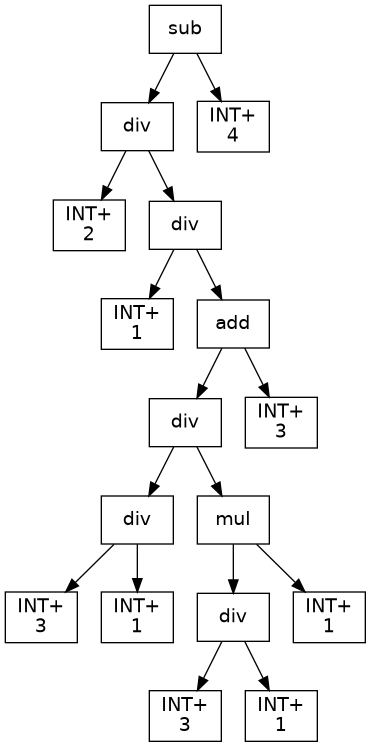 sub
div
INT+
4
INT+
2
div
INT+
1
add
div
INT+
3
div
mul
INT+
3
INT+
1
div
INT+
1
INT+
3
INT+
1